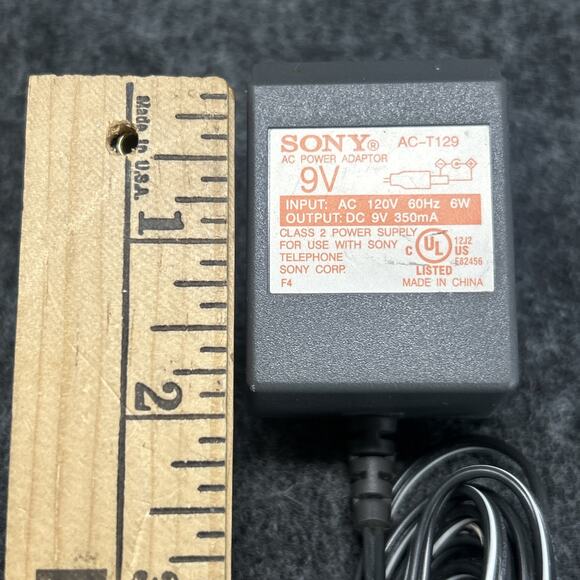 Made in
U.S.A.
1
2
3
SONY® AC-T129
AC POWER ADAPTOR
9V
INPUT: AC 120V 60Hz 6W
OUTPUT: DC 9V 350mA
CLASS 2 POWER SUPPLY
FOR USE WITH SONY
TELEPHONE
SONY CORP.
F4
C UL® US
12J2
E82456
LISTED
MADE IN CHINA